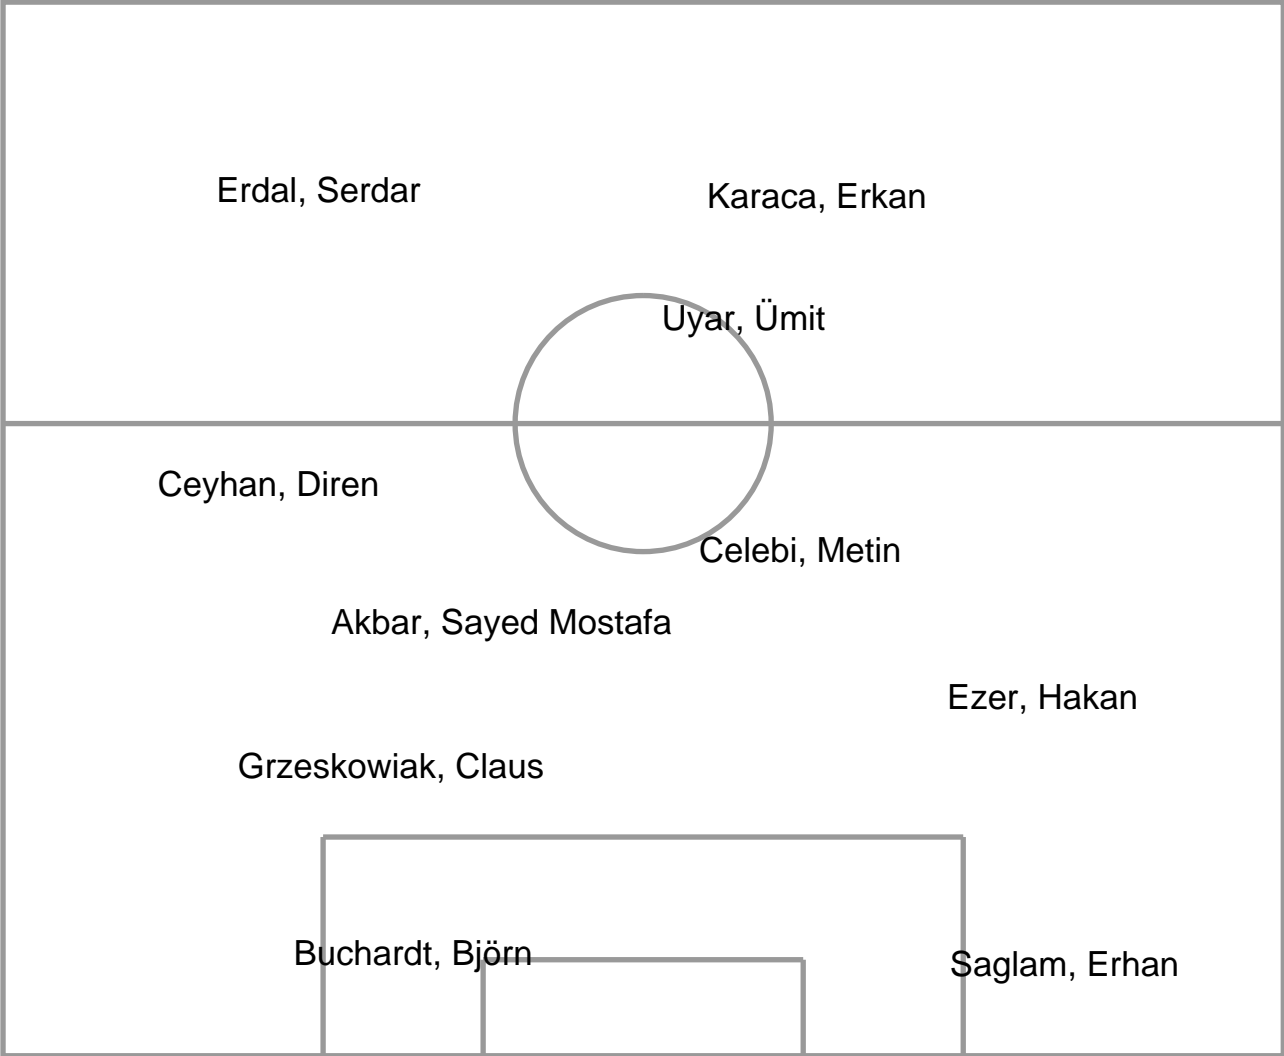 Erdal, Serdar
Karaca, Erkan
Uyar, Ümit
Ceyhan, Diren
Celebi, Metin
Akbar, Sayed Mostafa
Ezer, Hakan
Grzeskowiak, Claus
Buchardt, Björn
Saglam, Erhan